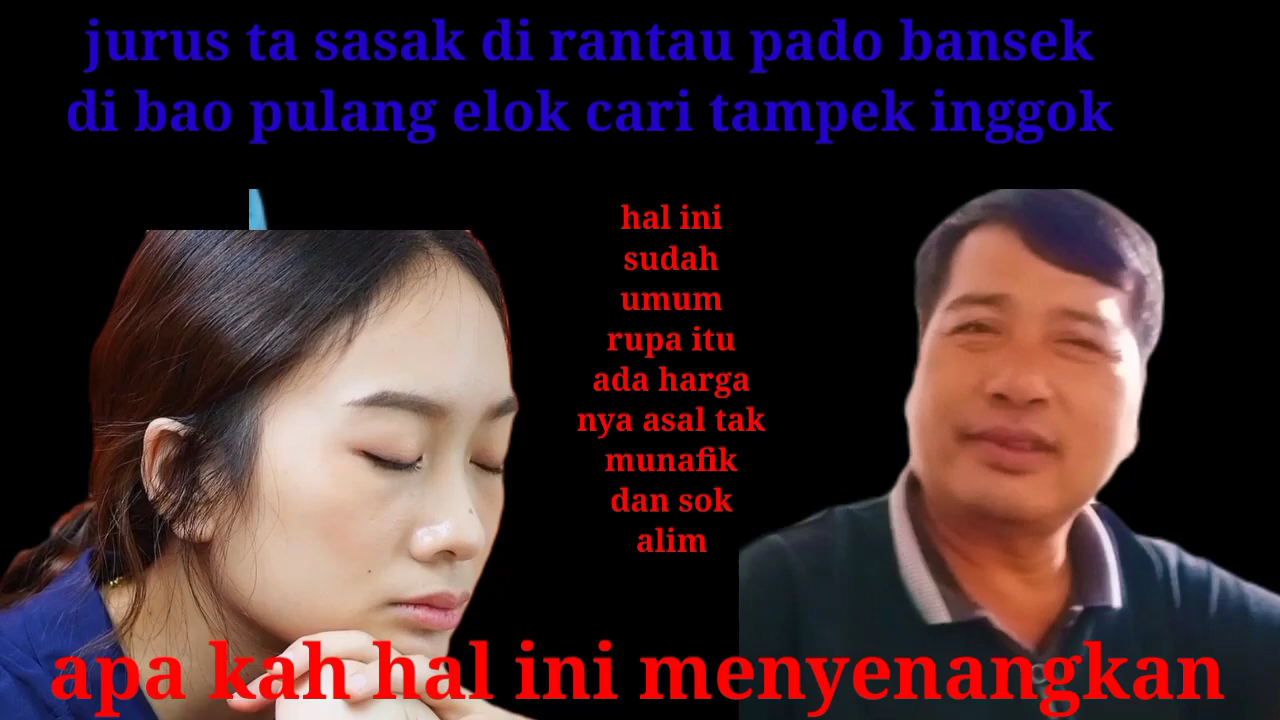 jurus ta sasak di rantau pado bansek
di bao pulang elok cari tampek inggok
hal ini
sudah
umum
rupa itu
ada harga
nya asal tak
munafik
dan sok
alim
apa kah hal ini menyenangkan